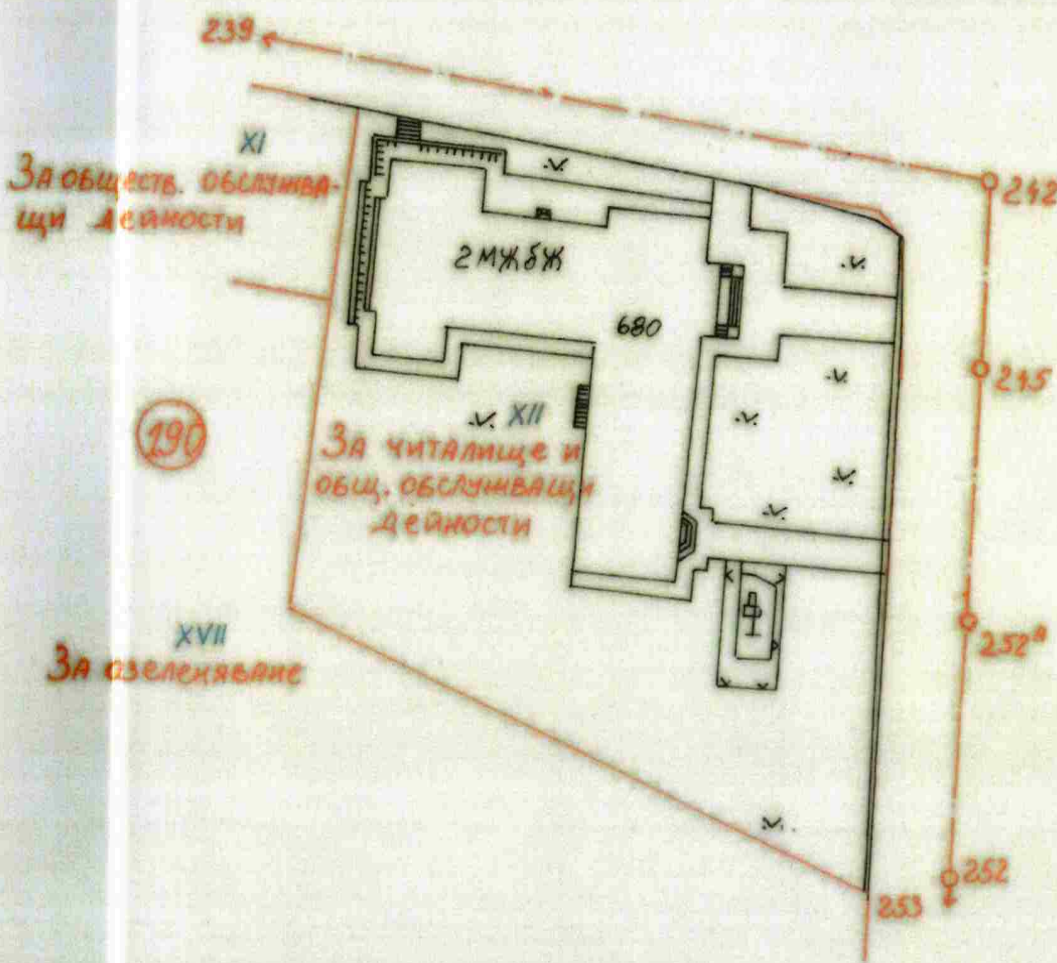 239
242
XI
За обществ. обслужва-
щи дейности
2МЖБЖ
680
245
190
XII
За читалище и
общ. обслужващи
дейности
XVII
За озеленяване
252а
252
253